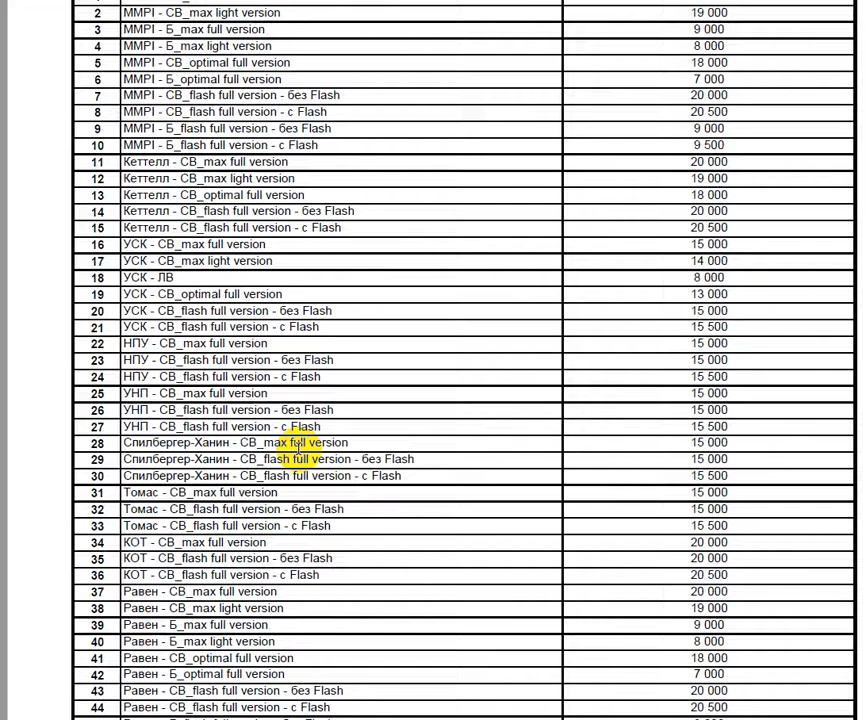 2 MMPI - СВ_max light version 19 000
3 MMPI - Б_max full version 9 000
4 MMPI - Б_max light version 8 000
5 MMPI - СВ_optimal full version 18 000
6 MMPI - Б_optimal full version 7 000
7 MMPI - СВ_flash full version - без Flash 20 000
8 MMPI - СВ_flash full version - с Flash 20 500
9 MMPI - Б_flash full version - без Flash 9 000
10 MMPI - Б_flash full version - с Flash 9 500
11 Кеттелл - СВ_max full version 20 000
12 Кеттелл - СВ_max light version 19 000
13 Кеттелл - СВ_optimal full version 18 000
14 Кеттелл - СВ_flash full version - без Flash 20 000
15 Кеттелл - СВ_flash full version - с Flash 20 500
16 УСК - СВ_max full version 15 000
17 УСК - СВ_max light version 14 000
18 УСК - ЛВ 8 000
19 УСК - СВ_optimal full version 13 000
20 УСК - СВ_flash full version - без Flash 15 000
21 УСК - СВ_flash full version - с Flash 15 500
22 НПУ - СВ_max full version 15 000
23 НПУ - СВ_flash full version - без Flash 15 000
24 НПУ - СВ_flash full version - с Flash 15 500
25 УНП - СВ_max full version 15 000
26 УНП - СВ_flash full version - без Flash 15 000
27 УНП - СВ_flash full version - с Flash 15 500
28 Спилбергер-Ханин - СВ_max full version 15 000
29 Спилбергер-Ханин - СВ_flash full version - без Flash 15 000
30 Спилбергер-Ханин - СВ_flash full version - с Flash 15 500
31 Томас - СВ_max full version 15 000
32 Томас - СВ_flash full version - без Flash 15 000
33 Томас - СВ_flash full version - с Flash 15 500
34 КОТ - СВ_max full version 20 000
35 КОТ - СВ_flash full version - без Flash 20 000
36 КОТ - СВ_flash full version - с Flash 20 500
37 Равен - СВ_max full version 20 000
38 Равен - СВ_max light version 19 000
39 Равен - Б_max full version 9 000
40 Равен - Б_max light version 8 000
41 Равен - СВ_optimal full version 18 000
42 Равен - Б_optimal full version 7 000
43 Равен - СВ_flash full version - без Flash 20 000
44 Равен - СВ_flash full version - с Flash 20 500